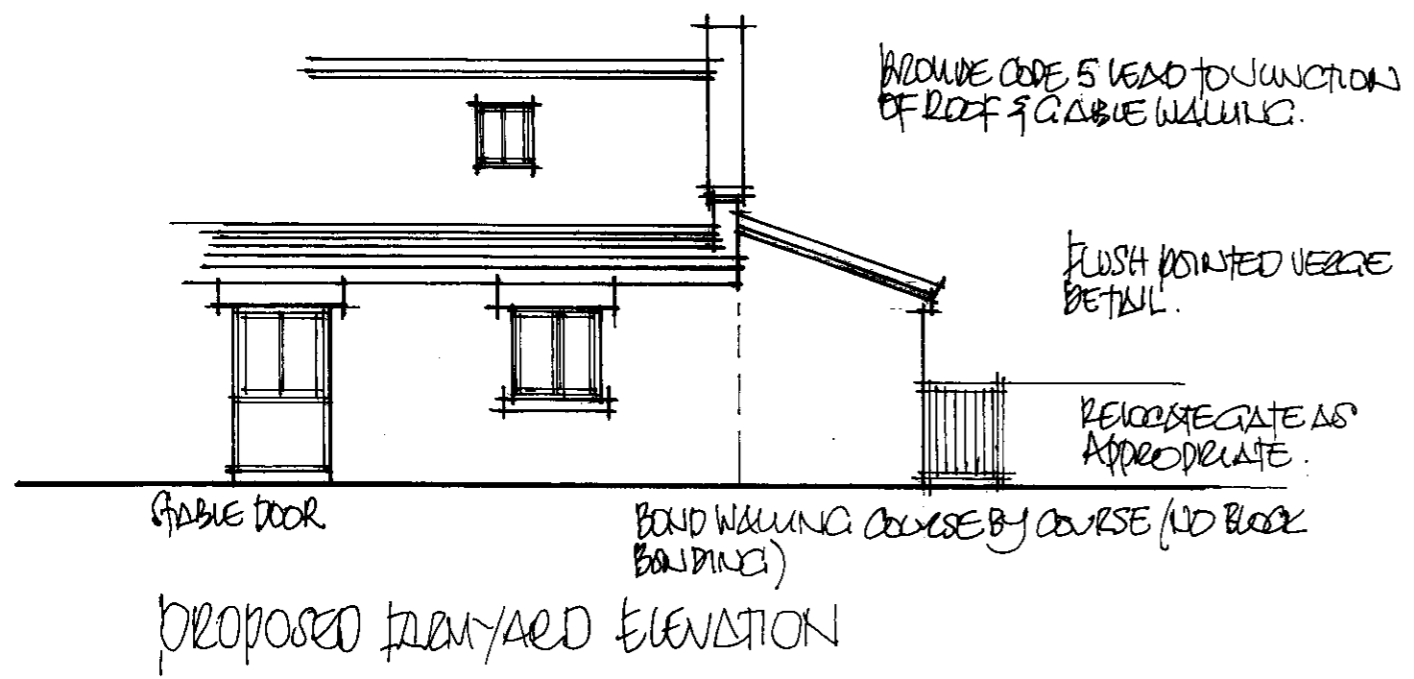 PROVIDE CODE 5 LEAD TO JUNCTION
OF ROOF & GABLE WALLING.
FLUSH POINTED VERGE
DETAIL.
RELOCATE GATE AS
APPROPRIATE.
STABLE DOOR
BOND WALLING COURSE BY COURSE (NO BLOCK
BONDING)
PROPOSED FARMYARD ELEVATION